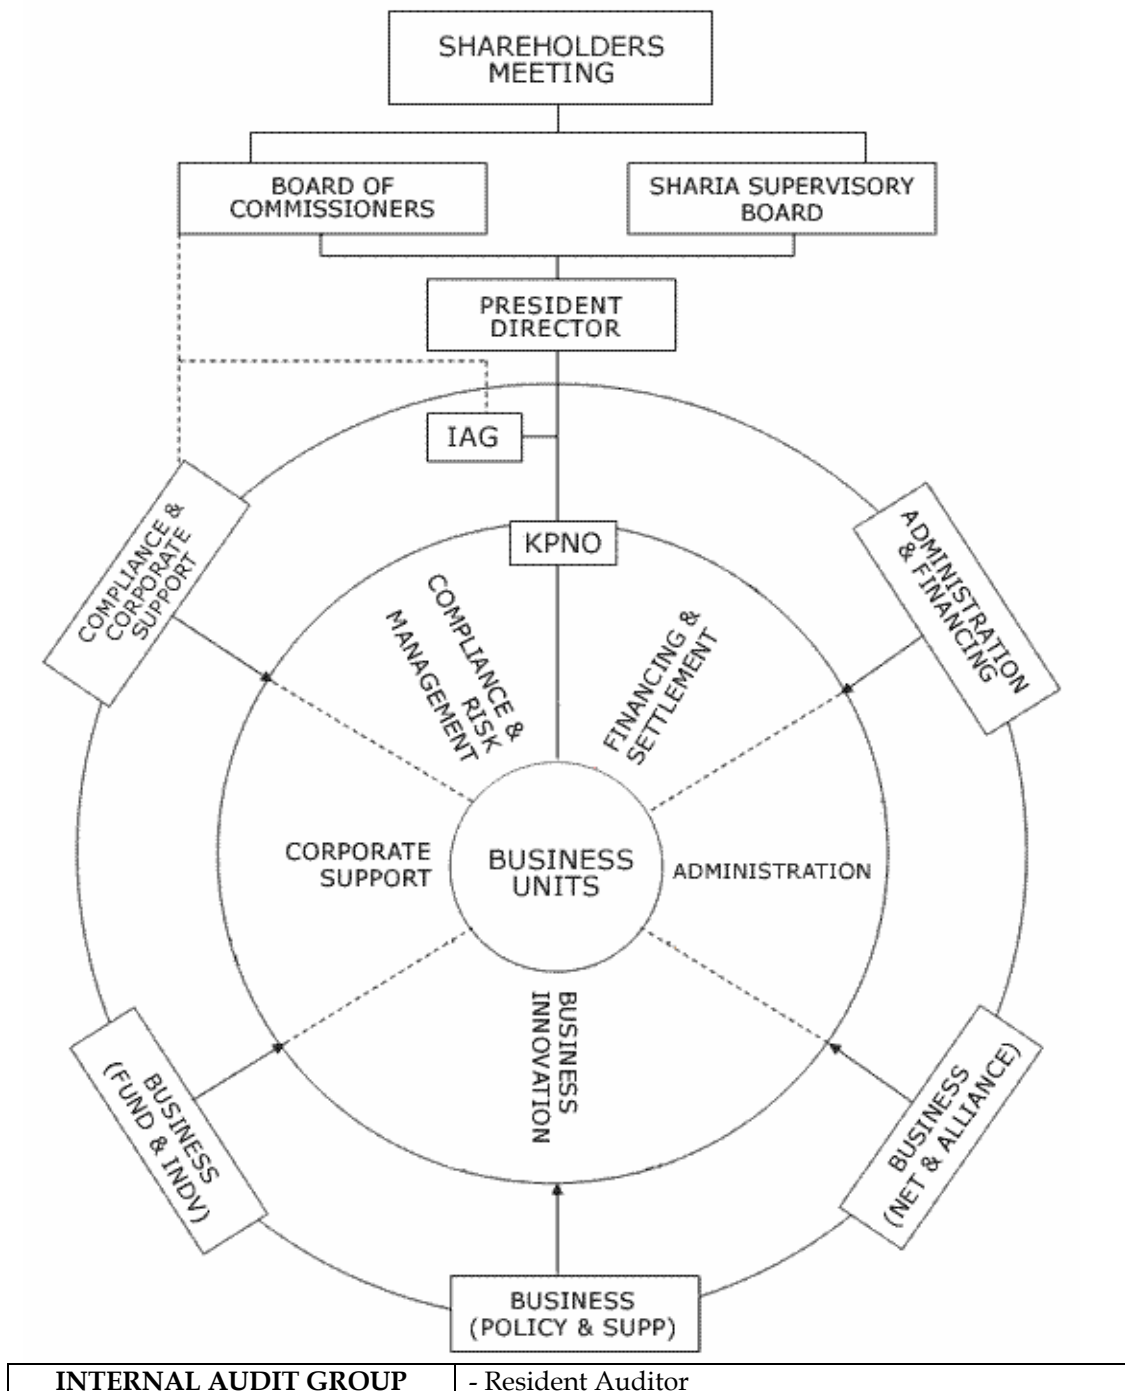 SHAREHOLDERS
MEETING
BOARD OF
COMMISSIONERS
SHARIA SUPERVISORY
BOARD
PRESIDENT
DIRECTOR
IAG
KPNO
COMPLIANCE &
CORPORATE
SUPPORT
ADMINISTRATION
& FINANCING
COMPLIANCE &
RISK
MANAGEMENT
FINANCING &
SETTLEMENT
CORPORATE
SUPPORT
BUSINESS
UNITS
ADMINISTRATION
BUSINESS
INNOVATION
BUSINESS
(FUND & INDV)
BUSINESS
(NET & ALLIANCE)
BUSINESS
(POLICY & SUPP)
INTERNAL AUDIT GROUP
- Resident Auditor